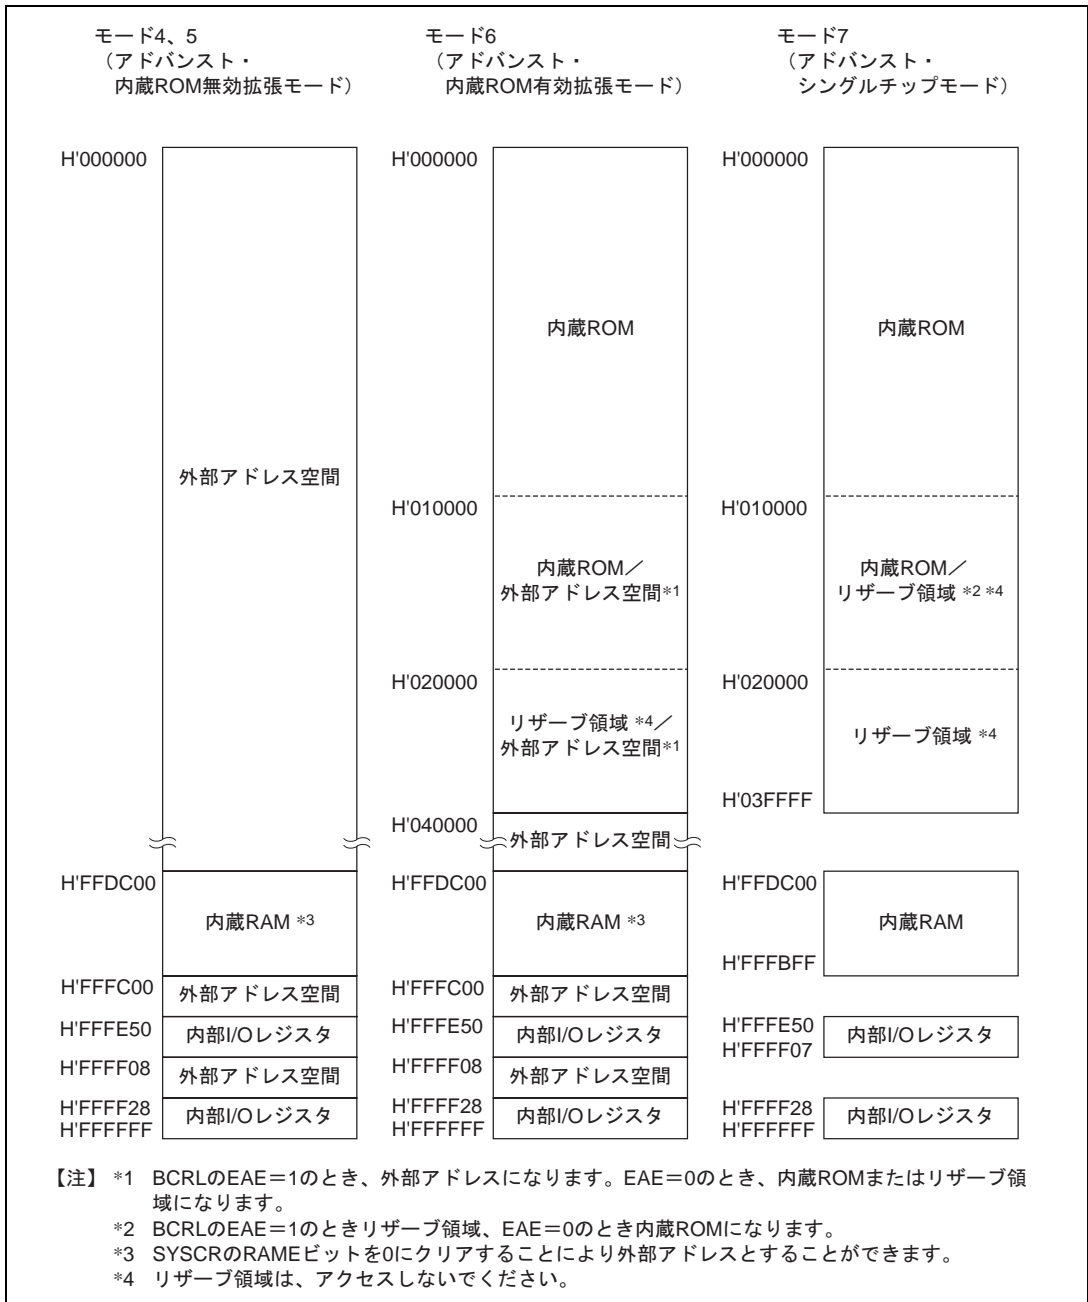 モード4、5
（アドバンスト・
内蔵ROM無効拡張モード）
H'000000
外部アドレス空間
H'FFDC00
内蔵RAM *3
H'FFFC00
外部アドレス空間
H'FFFE50
内部I/Oレジスタ
H'FFFF08
外部アドレス空間
H'FFFF28
内部I/Oレジスタ
H'FFFFFF
モード6
（アドバンスト・
内蔵ROM有効拡張モード）
H'000000
内蔵ROM
H'010000
内蔵ROM／
外部アドレス空間*1
H'020000
リザーブ領域 *4／
外部アドレス空間*1
H'040000
外部アドレス空間
H'FFDC00
内蔵RAM *3
H'FFFC00
外部アドレス空間
H'FFFE50
内部I/Oレジスタ
H'FFFF08
外部アドレス空間
H'FFFF28
内部I/Oレジスタ
H'FFFFFF
モード7
（アドバンスト・
シングルチップモード）
H'000000
内蔵ROM
H'010000
内蔵ROM／
リザーブ領域 *2 *4
H'020000
リザーブ領域 *4
H'03FFFF
H'FFDC00
内蔵RAM
H'FFFBFF
H'FFFE50
内部I/Oレジスタ
H'FFFF07
H'FFFF28
内部I/Oレジスタ
H'FFFFFF
【注】 *1 BCRLのEAE＝1のとき、外部アドレスになります。EAE＝0のとき、内蔵ROMまたはリザーブ領
域になります。
*2 BCRLのEAE＝1のときリザーブ領域、EAE＝0のとき内蔵ROMになります。
*3 SYSCRのRAMEビットを0にクリアすることにより外部アドレスとすることができます。
*4 リザーブ領域は、アクセスしないでください。